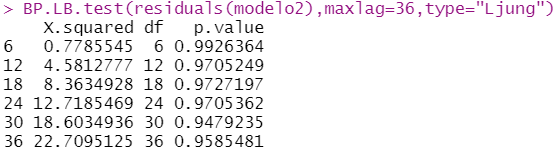 > BP.LB.test(residuals(modelo2),maxlag=36,type="Ljung")
X.squared df p.value
6 0.7785545 6 0.9926364
12 4.5812777 12 0.9705249
18 8.3634928 18 0.9727197
24 12.7185469 24 0.9705362
30 18.6034936 30 0.9479235
36 22.7095125 36 0.9585481